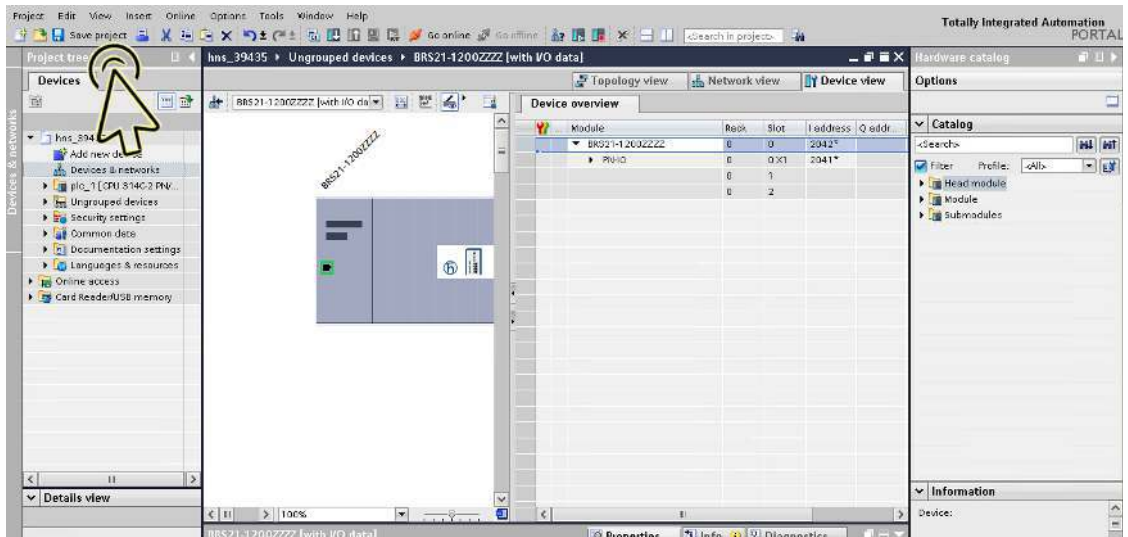 Project Edit View Insert Online Options Tools Window Help
Totally Integrated Automation
PORTAL
Save project
Go online
Go offline
<Search in project>
Project tree
hns_39435 ▸ Ungrouped devices ▸ BRS21-1200ZZZZ [with I/O data]
Hardware catalog
Devices
Topology view
Network view
Device view
Options
BRS21-1200ZZZZ [with I/O da
Device overview
Devices & networks
Module Rack Slot I address Q addr...
BRS21-1200ZZZZ 0 0 2042*
PN-IO 0 0 X1 2041*
0 1
0 2
BRS21-1200ZZZZ
Add new
Devices & networks
plc_1 [CPU 314C-2 PN/...
Ungrouped devices
Security settings
Common data
Documentation settings
Languages & resources
Online access
Card Reader/USB memory
Catalog
<Search>
Filter Profile: <All>
Head module
Module
Submodules
Details view
100%
Information
Device:
BRS21-1200ZZZZ [with I/O data]
Properties
Info
Diagnostics